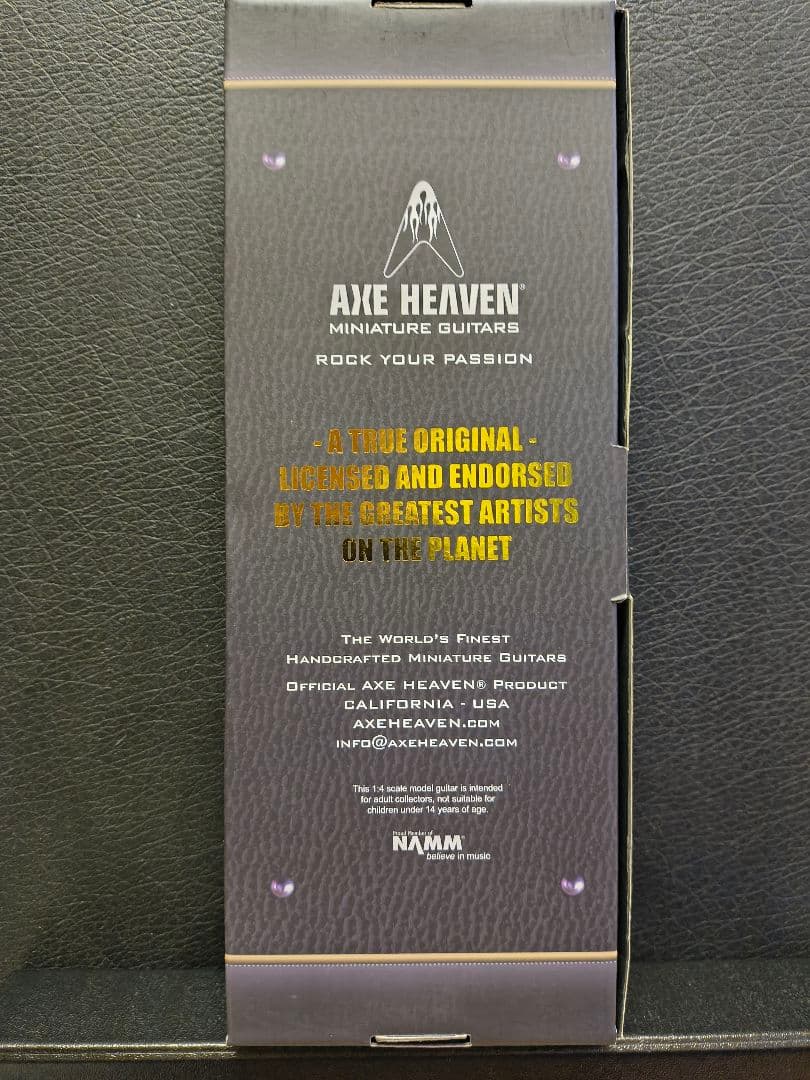 AXE HEAVEN®
MINIATURE GUITARS
ROCK YOUR PASSION
- A TRUE ORIGINAL -
LICENSED AND ENDORSED
BY THE GREATEST ARTISTS
ON THE PLANET
THE WORLD'S FINEST
HANDCRAFTED MINIATURE GUITARS
OFFICIAL AXE HEAVEN® PRODUCT
CALIFORNIA - USA
AXEHEAVEN.COM
INFO@AXEHEAVEN.COM
This 1:4 scale model guitar is intended
for adult collectors, not suitable for
children under 14 years of age.
Proud Member of
NAMM®
believe in music